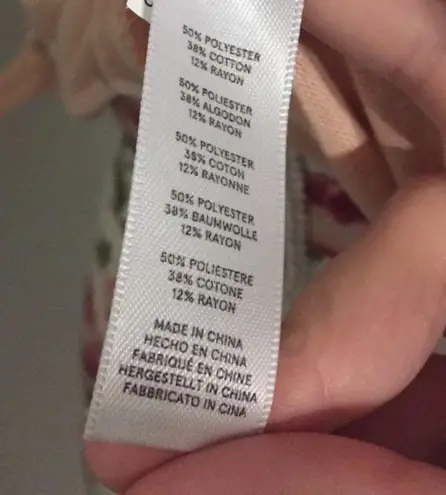 50% POLYESTER
38% COTTON
12% RAYON
50% POLIESTER
38% ALGODON
12% RAYON
50% POLYESTER
38% COTON
12% RAYONNE
50% POLYESTER
38% BAUMWOLLE
12% RAYON
50% POLIESTERE
38% COTONE
12% RAYON
MADE IN CHINA
HECHO EN CHINA
FABRIQUÉ EN CHINE
HERGESTELLT IN CHINA
FABBRICATO IN CINA